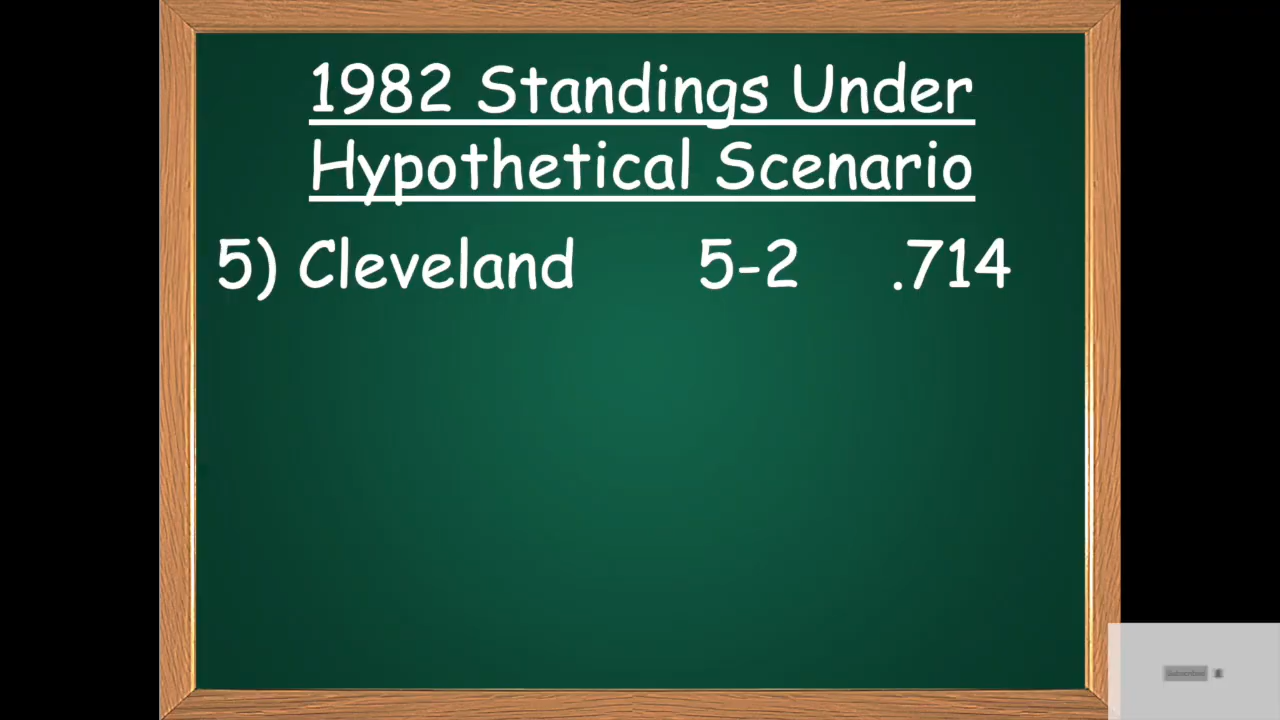 1982 Standings Under
Hypothetical Scenario
5) Cleveland 5-2 .714